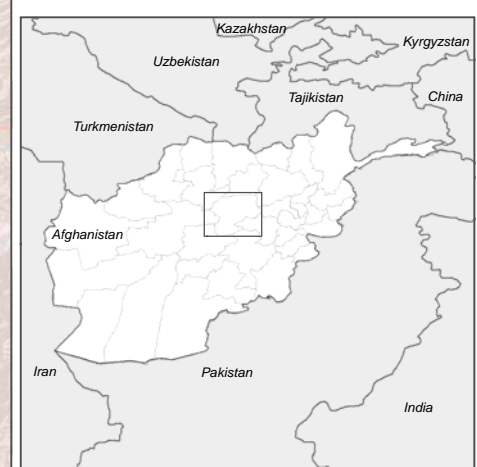 Kazakhstan
Kyrgyzstan
Uzbekistan
Tajikistan
China
Turkmenistan
Afghanistan
Iran
Pakistan
India